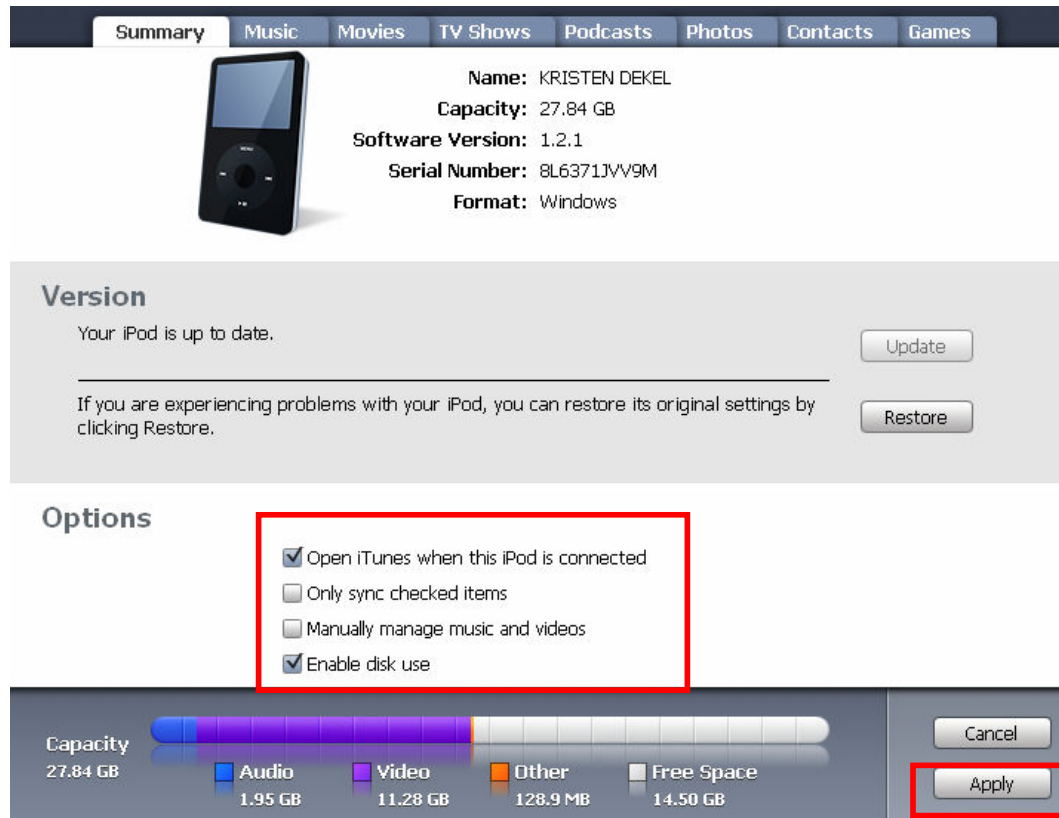 Summary Music Movies TV Shows Podcasts Photos Contacts Games
Name: KRISTEN DEKEL
Capacity: 27.84 GB
Software Version: 1.2.1
Serial Number: 8L6371JVV9M
Format: Windows
MENU
Version
Your iPod is up to date.
Update
If you are experiencing problems with your iPod, you can restore its original settings by
clicking Restore.
Restore
Options
Open iTunes when this iPod is connected
Only sync checked items
Manually manage music and videos
Enable disk use
Capacity
27.84 GB
Audio
1.95 GB
Video
11.28 GB
Other
128.9 MB
Free Space
14.50 GB
Cancel
Apply